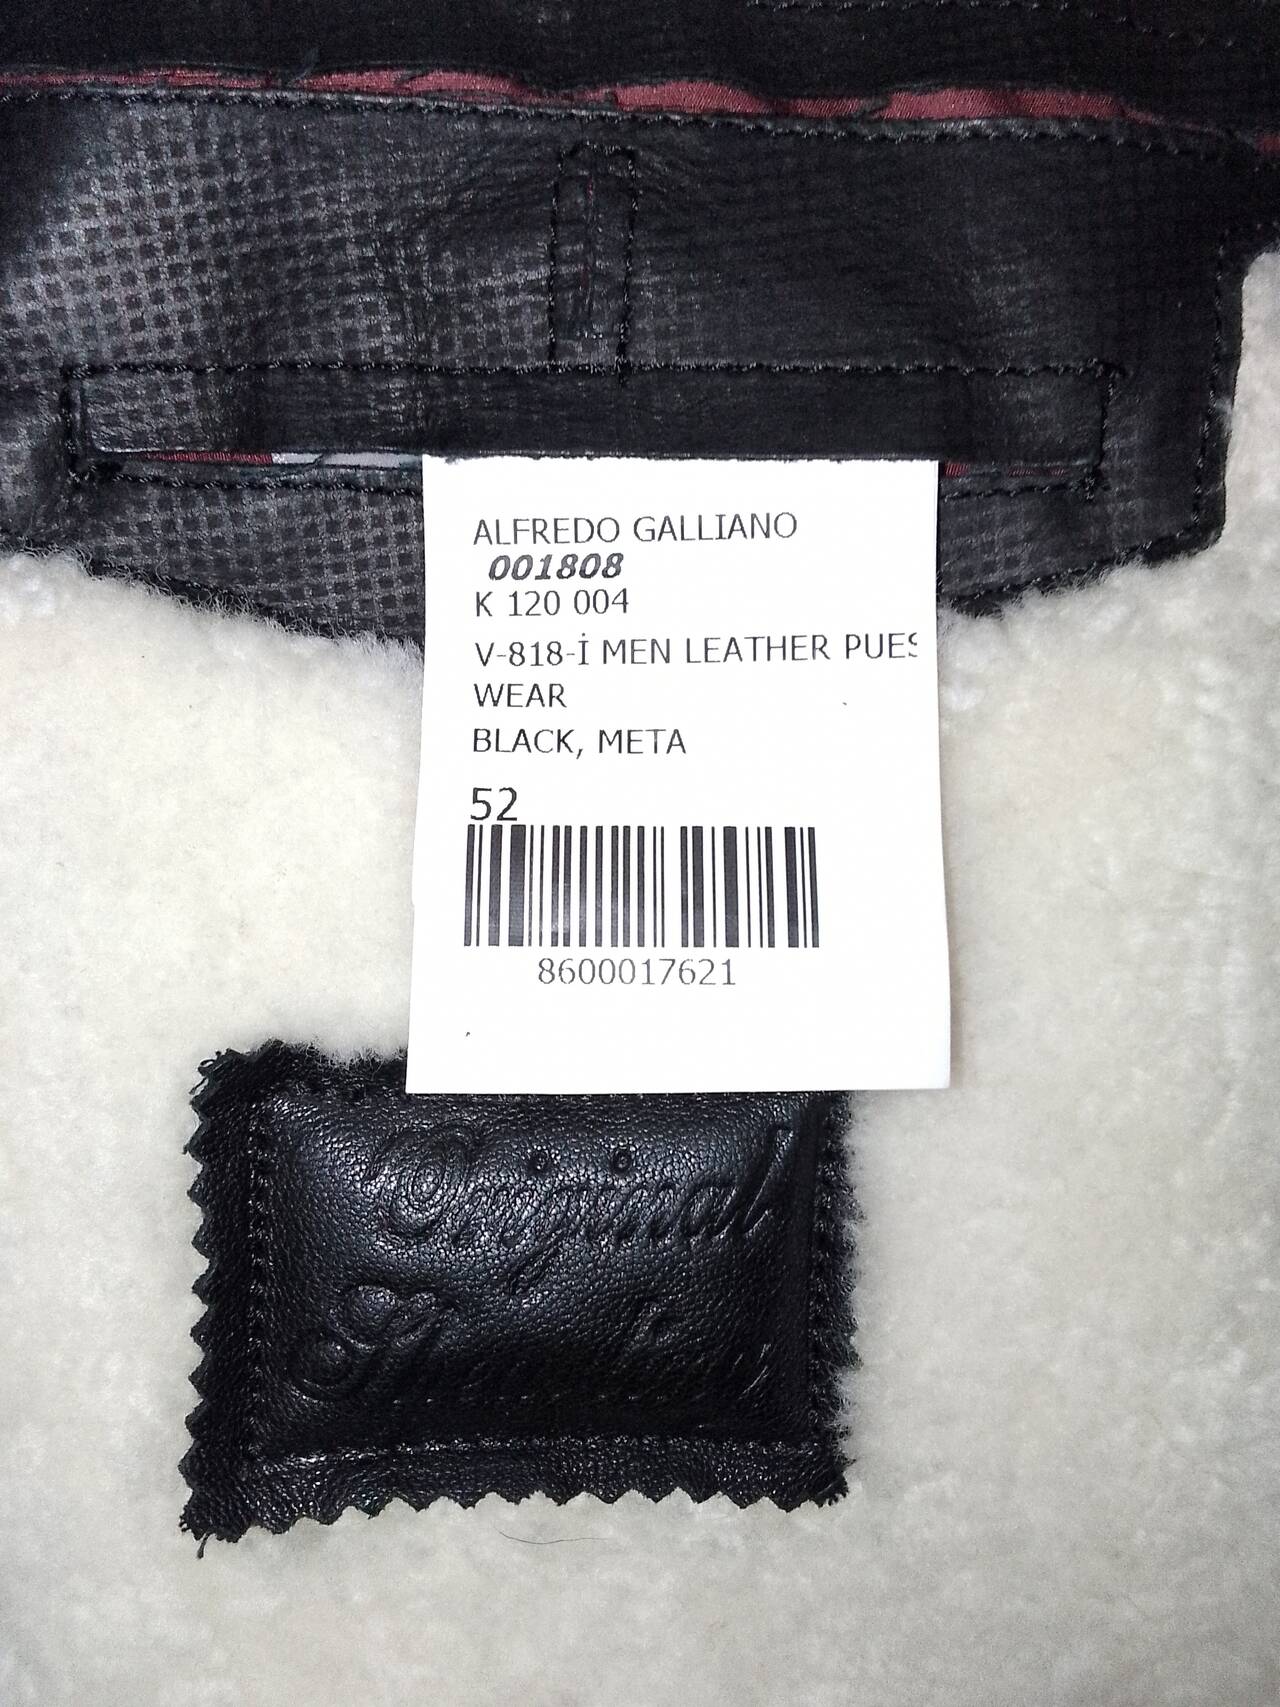 ALFREDO GALLIANO
001808
K 120 004
V-818-İ MEN LEATHER PUES
WEAR
BLACK, META
52
8600017621
Original